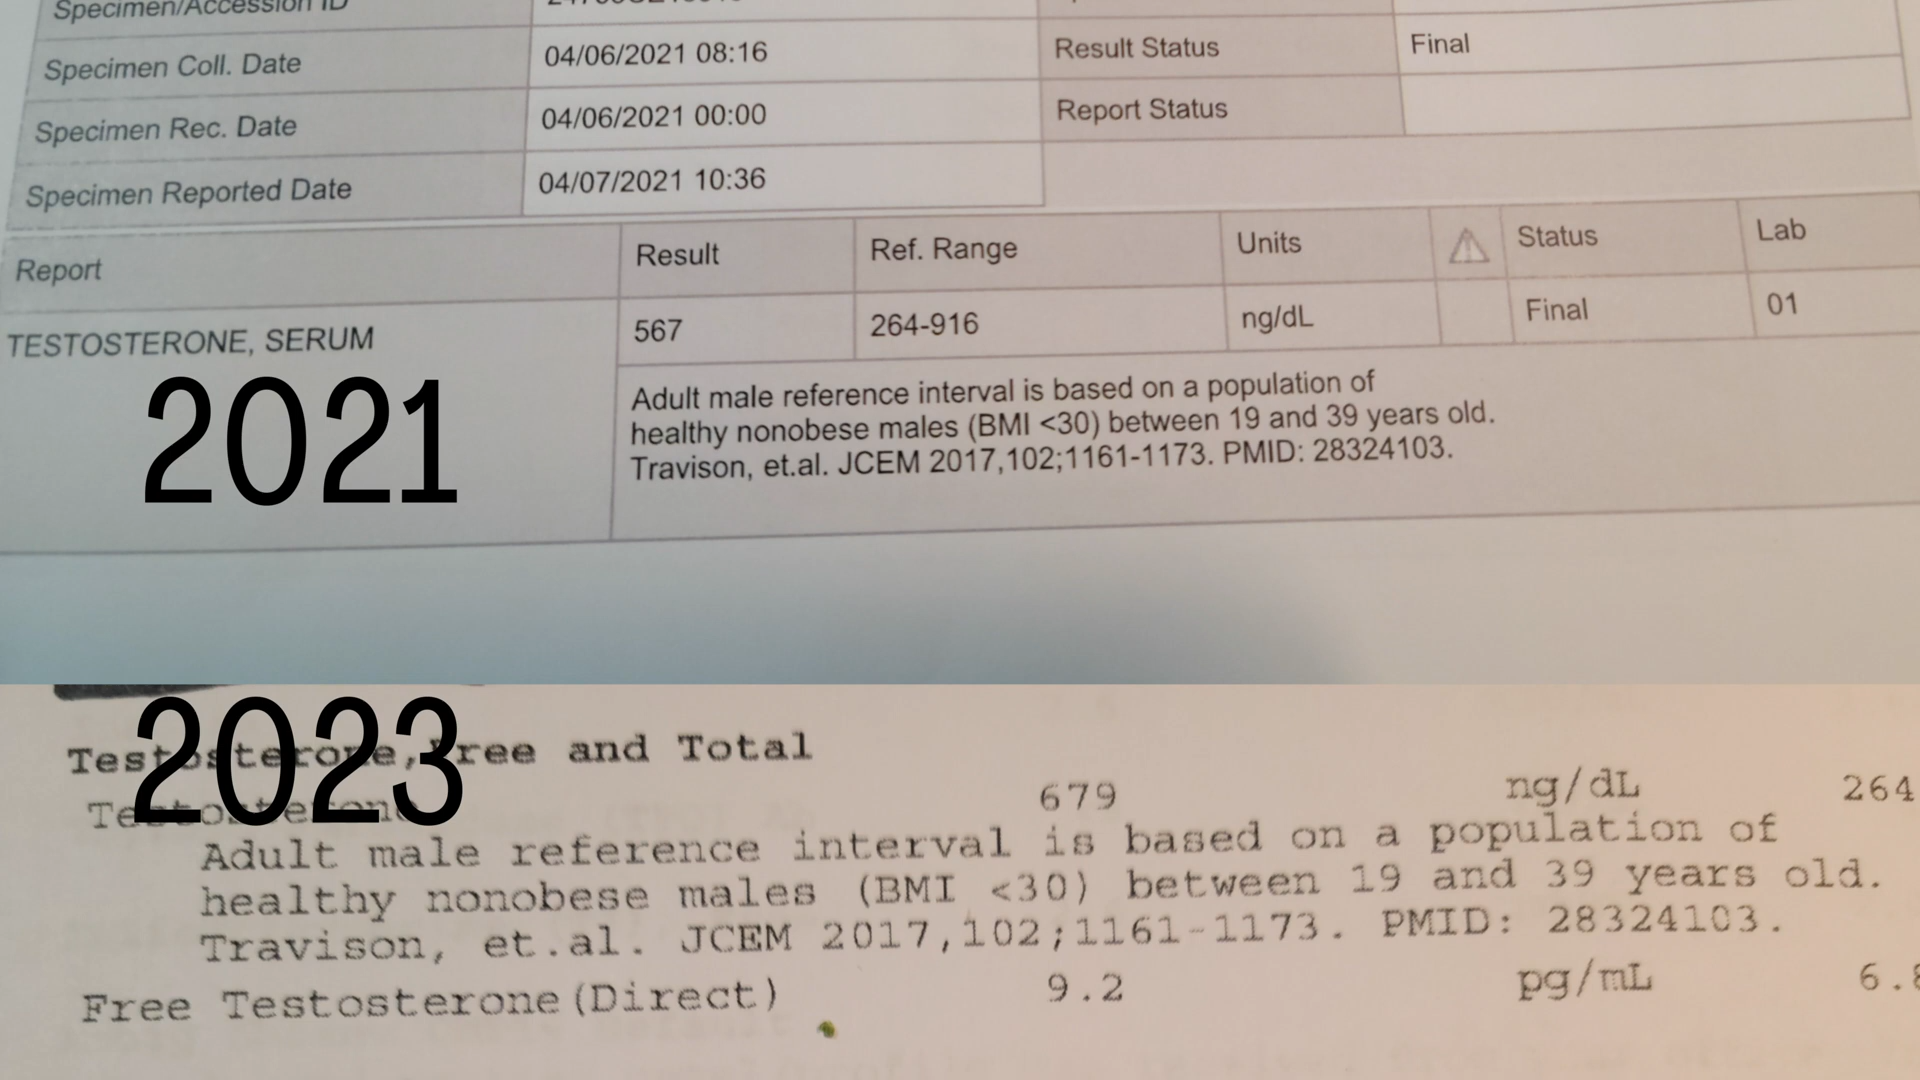 Specimen/Accession ID
Specimen Coll. Date 04/06/2021 08:16 Result Status Final
Specimen Rec. Date 04/06/2021 00:00 Report Status
Specimen Reported Date 04/07/2021 10:36
Report Result Ref. Range Units Status Lab
TESTOSTERONE, SERUM 567 264-916 ng/dL Final 01
2021
Adult male reference interval is based on a population of
healthy nonobese males (BMI <30) between 19 and 39 years old.
Travison, et.al. JCEM 2017,102;1161-1173. PMID: 28324103.
2023
Testosterone,Free and Total
Testosterone 679 ng/dL 264
Adult male reference interval is based on a population of
healthy nonobese males (BMI <30) between 19 and 39 years old.
Travison, et.al. JCEM 2017,102;1161-1173. PMID: 28324103.
Free Testosterone(Direct) 9.2 pg/mL 6.8